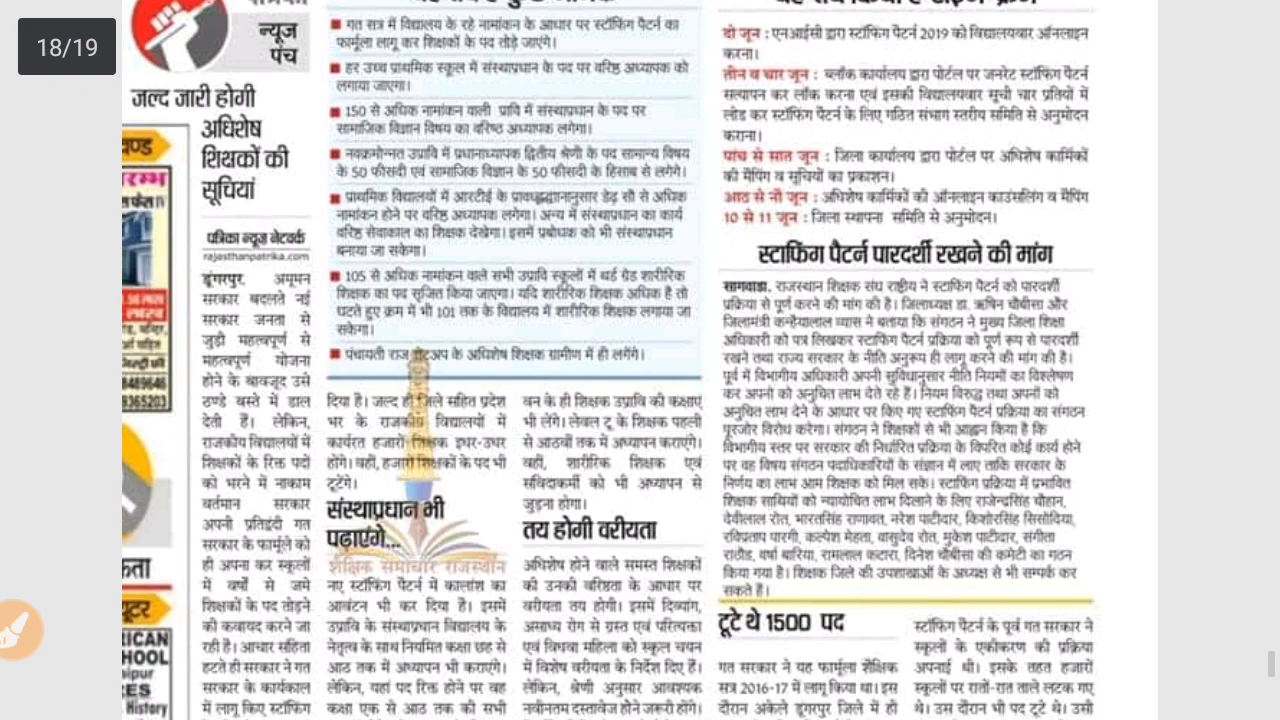 18/19
न्यूज
पंच
जल्द जारी होगी
अधिशेष
शिक्षकों की
सूचियां
पत्रिका न्यूज नेटवर्क
rajasthanpatrika.com
डूंगरपुर. अमूमन
सरकार बदलते नई
सरकार जनता से
जुड़ी महत्वपूर्ण से
महत्वपूर्ण योजना
होने के बावजूद उसे
ठण्डे बस्ते में डाल
देती हैं। लेकिन,
राजकीय विद्यालयों में
शिक्षकों के रिक्त पदों
को भरने में नाकाम
वर्तमान सरकार
अपनी प्रतिद्वंदी गत
सरकार के फार्मूले को
ही अपना कर स्कूलों
में वर्षों से जमे
शिक्षकों के पद तोड़ने
की कवायद करने जा
रही है। आचार संहिता
हटते ही सरकार ने गत
सरकार के कार्यकाल
में लागू किए स्टॉफिंग
■ गत सत्र में विद्यालय के रहे नामांकन के आधार पर स्टॉफिंग पैटर्न का
फार्मूला लागू कर शिक्षकों के पद तोड़े जाएंगे।
■ हर उच्च प्राथमिक स्कूल में संस्थाप्रधान के पद पर वरिष्ठ अध्यापक को
लगाया जाएगा।
■ 150 से अधिक नामांकन वाली प्रावि में संस्थाप्रधान के पद पर
सामाजिक विज्ञान विषय का वरिष्ठ अध्यापक लगेगा।
■ नवक्रमोन्नत उप्रावि में प्रधानाध्यापक द्वितीय श्रेणी के पद सामान्य विषय
के 50 फीसदी एवं सामाजिक विज्ञान के 50 फीसदी के हिसाब से लगेंगे।
■ प्राथमिक विद्यालयों में आरटीई के डेढ़ सौ से अधिक
नामांकन होने पर वरिष्ठ अध्यापक लगेगा। अन्य में संस्थाप्रधान का कार्य
वरिष्ठ सेवाकाल का शिक्षक देखेगा। इसमें प्रबोधक को भी संस्थाप्रधान
बनाया जा सकेगा।
■ 105 से अधिक नामांकन वाले सभी उप्रावि स्कूलों में थर्ड ग्रेड शारीरिक
शिक्षक का पद सृजित किया जाएगा। यदि शारीरिक शिक्षक अधिक है तो
घटते हुए क्रम में भी 101 तक के विद्यालय में शारीरिक शिक्षक लगाया जा
सकेगा।
■ पंचायती राज सेटअप के अधिशेष शिक्षक ग्रामीण में ही लगेंगे।
दिया है। जल्द ही जिले सहित प्रदेश
भर के राजकीय विद्यालयों में
कार्यरत हजारों शिक्षक इधर-उधर
होंगे। वहीं, हजारों शिक्षकों के पद भी
टूटेंगे।
संस्थाप्रधान भी
पढ़ाएंगे...
शैक्षिक समाचार राजस्थान
नए स्टॉफिंग पैटर्न में कालांश का
आवंटन भी कर दिया है। इसमें
उप्रावि के संस्थाप्रधान विद्यालय के
नेतृत्व के साथ नियमित कक्षा छह से
आठ तक में अध्यापन भी कराएंगे।
लेकिन, यहां पद रिक्त होने पर वह
कक्षा एक से आठ तक की सभी
वन के ही शिक्षक उप्रावि की कक्षाएं
भी लेंगे। लेवल टू के शिक्षक पहली
से आठवीं तक में अध्यापन कराएंगे।
वहीं, शारीरिक शिक्षक एवं
संविदाकर्मी को भी अध्यापन से
जुड़ना होगा।
तय होगी वरीयता
अधिशेष होने वाले समस्त शिक्षकों
की उनकी वरिष्ठता के आधार पर
वरीयता तय होगी। इसमें दिव्यांग,
असाध्य रोग से ग्रस्त एवं परित्यक्ता
एवं विधवा महिला को स्कूल चयन
में विशेष वरीयता के निर्देश दिए हैं।
लेकिन, श्रेणी अनुसार आवश्यक
नवीनतम दस्तावेज होने जरूरी होंगे।
दो जून : एनआईसी द्वारा स्टॉफिंग पैटर्न 2019 को विद्यालयवार ऑनलाइन
करना।
तीन व चार जून : ब्लॉक कार्यालय द्वारा पोर्टल पर जनरेट स्टॉफिंग पैटर्न
सत्यापन कर लॉक करना एवं इसकी विद्यालयवार सूची चार प्रतियों में
लोड कर स्टॉफिंग पैटर्न के लिए गठित संभाग स्तरीय समिति से अनुमोदन
कराना।
पांच से सात जून : जिला कार्यालय द्वारा पोर्टल पर अधिशेष कार्मिकों
की मैपिंग व सूचियों का प्रकाशन।
आठ से नौ जून : अधिशेष कार्मिकों की ऑनलाइन काउंसलिंग व मैपिंग
10 से 11 जून : जिला स्थापना समिति से अनुमोदन।
स्टाफिंग पैटर्न पारदर्शी रखने की मांग
सागवाडा. राजस्थान शिक्षक संघ राष्ट्रीय ने स्टाफिंग पैटर्न को पारदर्शी
प्रक्रिया से पूर्ण करने की मांग की है। जिलाध्यक्ष डा. ऋषिन चौबीसा और
जिलामंत्री कन्हैयालाल व्यास ने बताया कि संगठन ने मुख्य जिला शिक्षा
अधिकारी को पत्र लिखकर स्टाफिंग पैटर्न प्रक्रिया को पूर्ण रूप से पारदर्शी
रखने तथा राज्य सरकार के नीति अनुरूप ही लागू करने की मांग की है।
पूर्व में विभागीय अधिकारी अपनी सुविधानुसार नीति नियमों का विश्लेषण
कर अपनो को अनुचित लाभ देते रहे हैं। नियम विरुद्ध तथा अपनों को
अनुचित लाभ देने के आधार पर किए गए स्टाफिंग पैटर्न प्रक्रिया का संगठन
पूरजोर विरोध करेगा। संगठन ने शिक्षकों से भी आह्वान किया है कि
विभागीय स्तर पर सरकार की निर्धारित प्रक्रिया के विपरित कोई कार्य होने
पर वह विषय संगठन पदाधिकारियों के संज्ञान में लाए ताकि सरकार के
निर्णय का लाभ आम शिक्षक को मिल सके। स्टाफिंग प्रक्रिया में प्रभावित
शिक्षक साथियों को न्यायोचित लाभ दिलाने के लिए राजेन्द्रसिंह चौहान,
देवीलाल रोत, भारतसिंह राणावत, नरेश पाटीदार, किशोरसिंह सिसोदिया,
रविप्रताप पारगी, कल्पेश मेहता, वासुदेव रोत, मुकेश पाटीदार, संगीता
राठौड, वर्षा बारिया, रामलाल कटारा, दिनेश चौबीसा की कमेटी का गठन
किया गया है। शिक्षक जिले की उपशाखाओं के अध्यक्ष से भी सम्पर्क कर
सकते हैं।
टूटे थे 1500 पद
गत सरकार ने यह फार्मूला शैक्षिक
सत्र 2016-17 में लागू किया था। इस
दौरान अकेले डूंगरपुर जिले में ही
स्टॉफिंग पैटर्न के पूर्व गत सरकार ने
स्कूलों के एकीकरण की प्रक्रिया
अपनाई थी। इसके तहत हजारों
स्कूलों पर रातों-रात ताले लटक गए
थे। उस दौरान भी पद टूटे थे। उसी